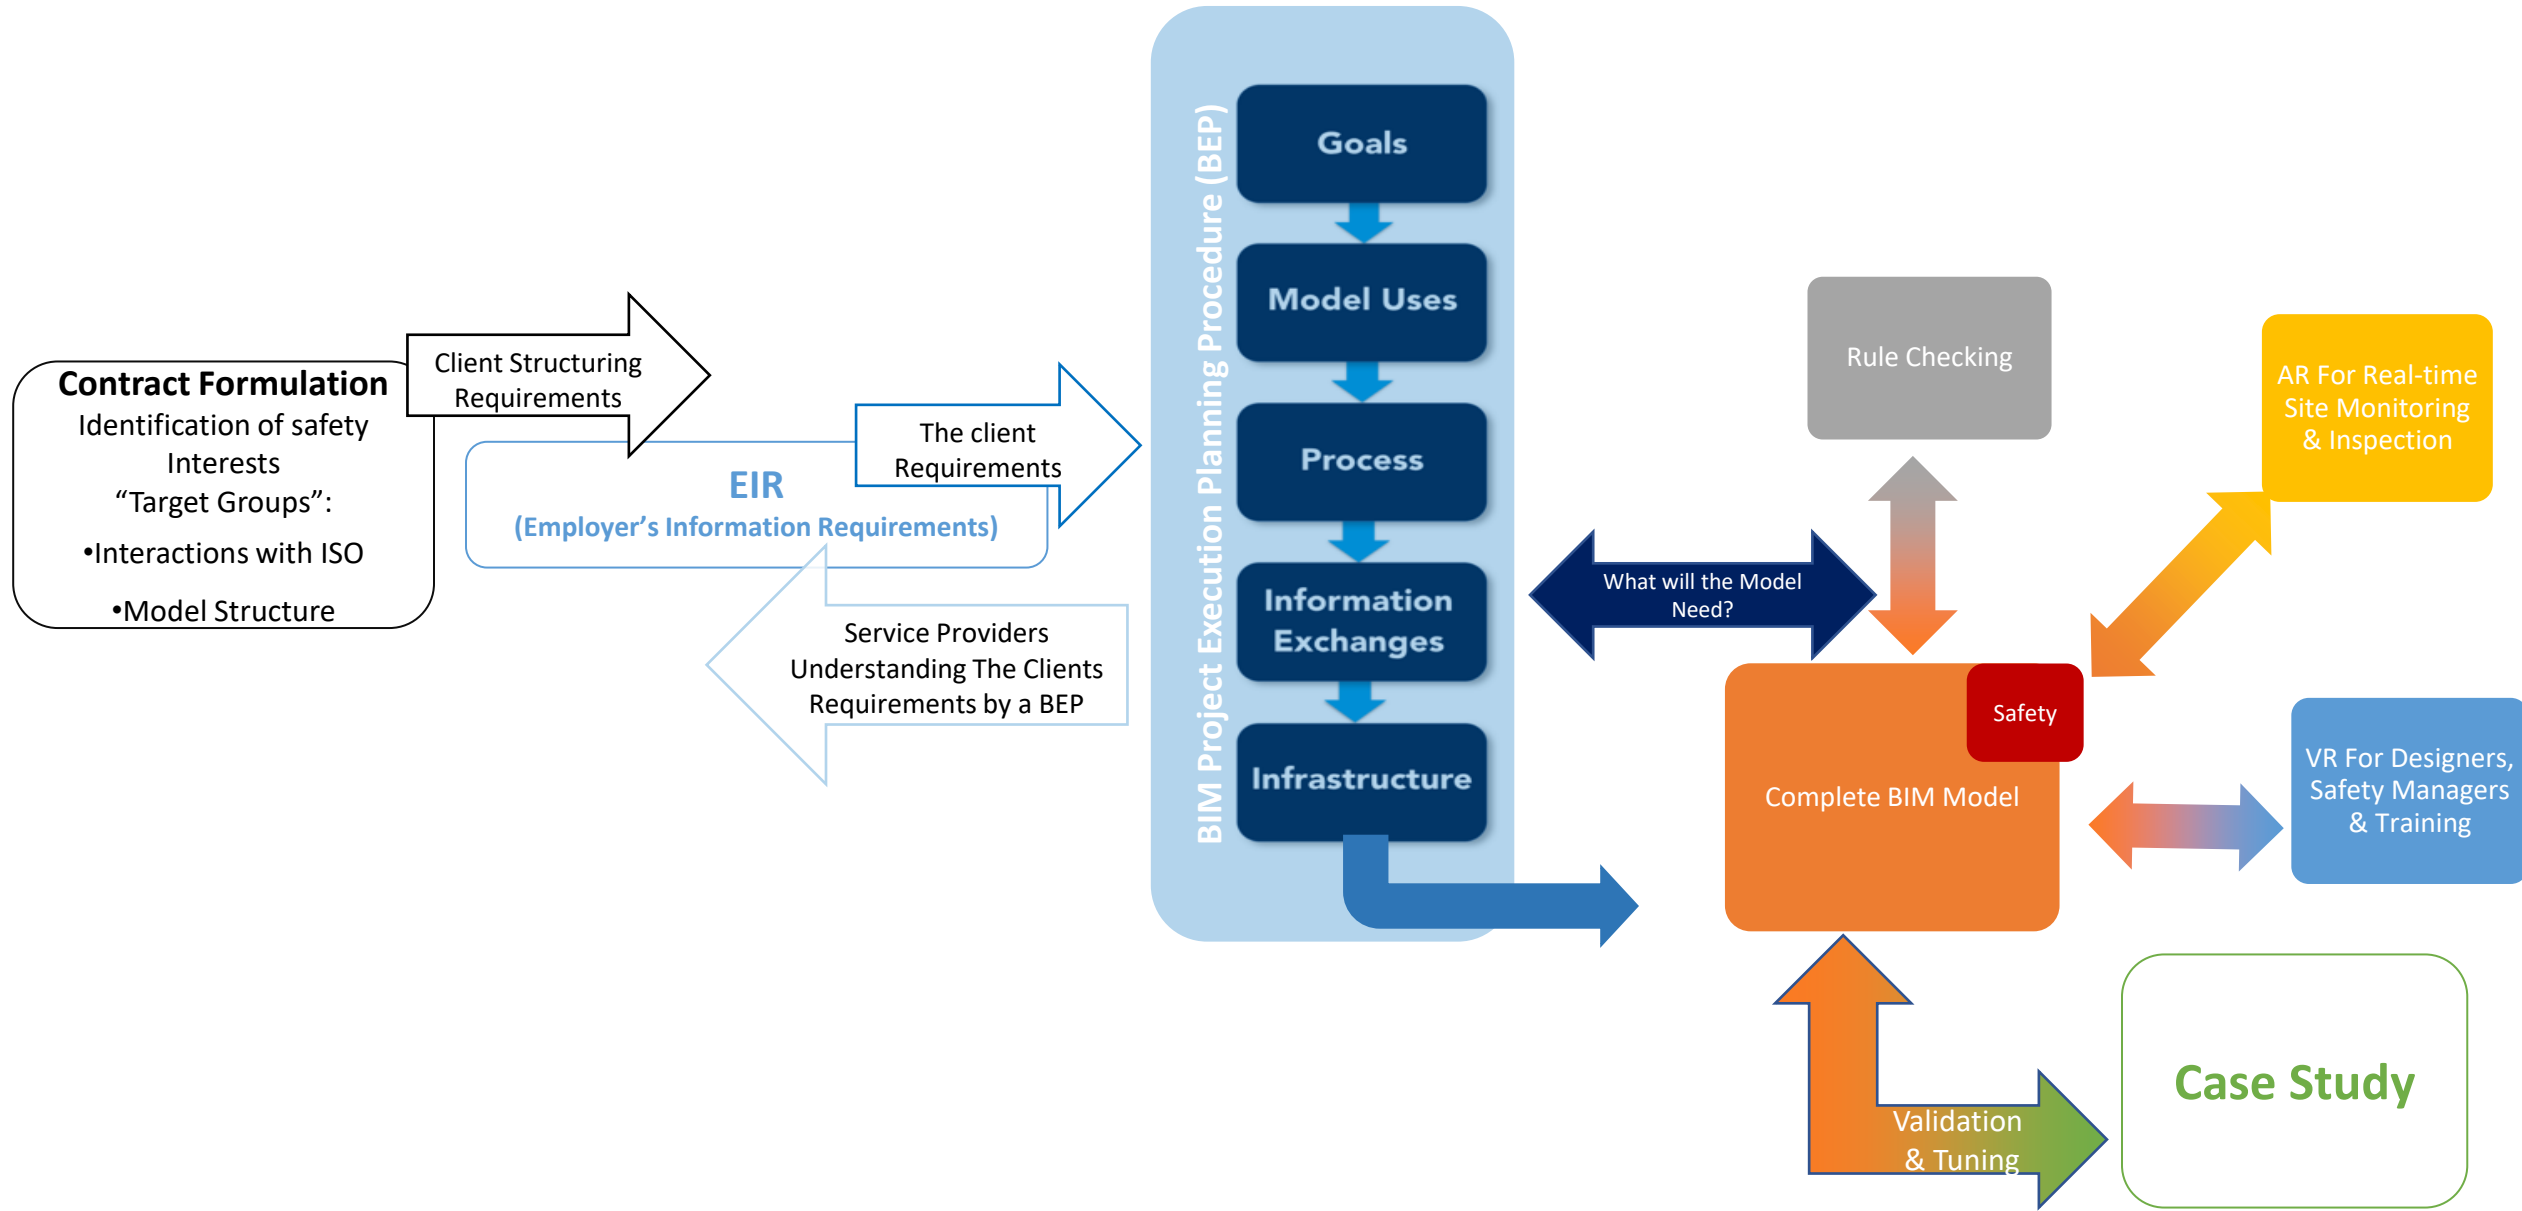 Contract Formulation
Identification of safety
Interests
“Target Groups”:
•Interactions with ISO
•Model Structure
Client Structuring
Requirements
EIR
(Employer’s Information Requirements)
The client
Requirements
Service Providers
Understanding The Clients
Requirements by a BEP
BIM Project Execution Planning Procedure (BEP)
Goals
Model Uses
Process
Information
Exchanges
Infrastructure
What will the Model
Need?
Rule Checking
AR For Real-time
Site Monitoring
& Inspection
Safety
Complete BIM Model
VR For Designers,
Safety Managers
& Training
Validation
& Tuning
Case Study